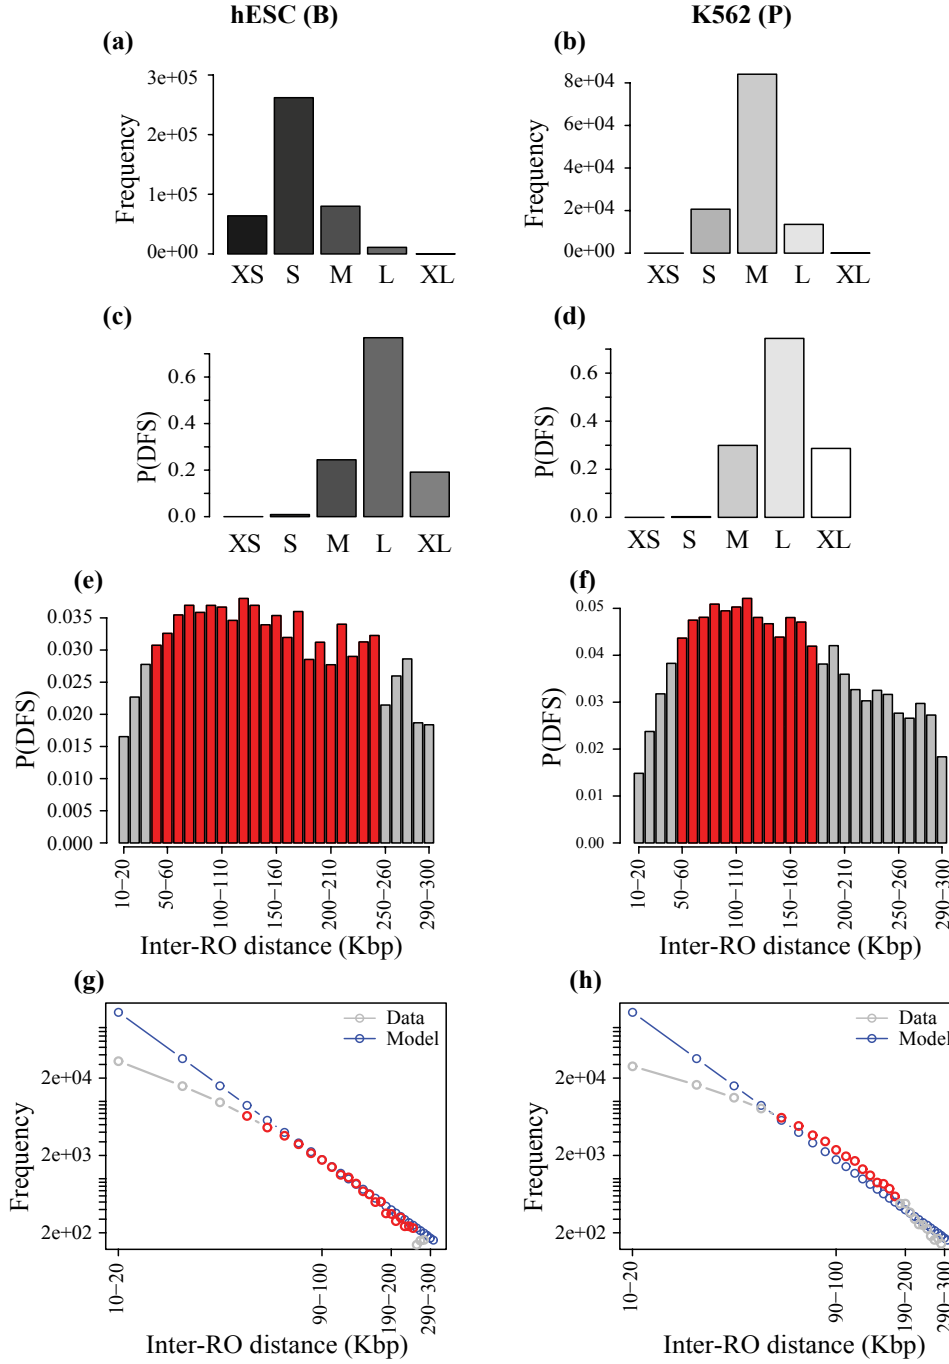 hESC (B)
K562 (P)
(a)
(b)
Frequency
3e+05
2e+05
1e+05
0e+00
XS S M L XL
Frequency
8e+04
6e+04
4e+04
2e+04
0e+00
XS S M L XL
(c)
(d)
P(DFS)
0.6
0.4
0.2
0.0
XS S M L XL
P(DFS)
0.6
0.4
0.2
0.0
XS S M L XL
(e)
(f)
P(DFS)
0.035
0.030
0.025
0.020
0.015
0.010
0.005
0.000
10−20 50−60 100−110 150−160 200−210 250−260 290−300
Inter-RO distance (Kbp)
P(DFS)
0.05
0.04
0.03
0.02
0.01
0.00
10−20 50−60 100−110 150−160 200−210 250−260 290−300
Inter-RO distance (Kbp)
(g)
(h)
Data
Model
Frequency
2e+04
2e+03
2e+02
10−20 90−100 190−200 290−300
Inter-RO distance (Kbp)
Data
Model
Frequency
2e+04
2e+03
2e+02
10−20 90−100 190−200 290−300
Inter-RO distance (Kbp)